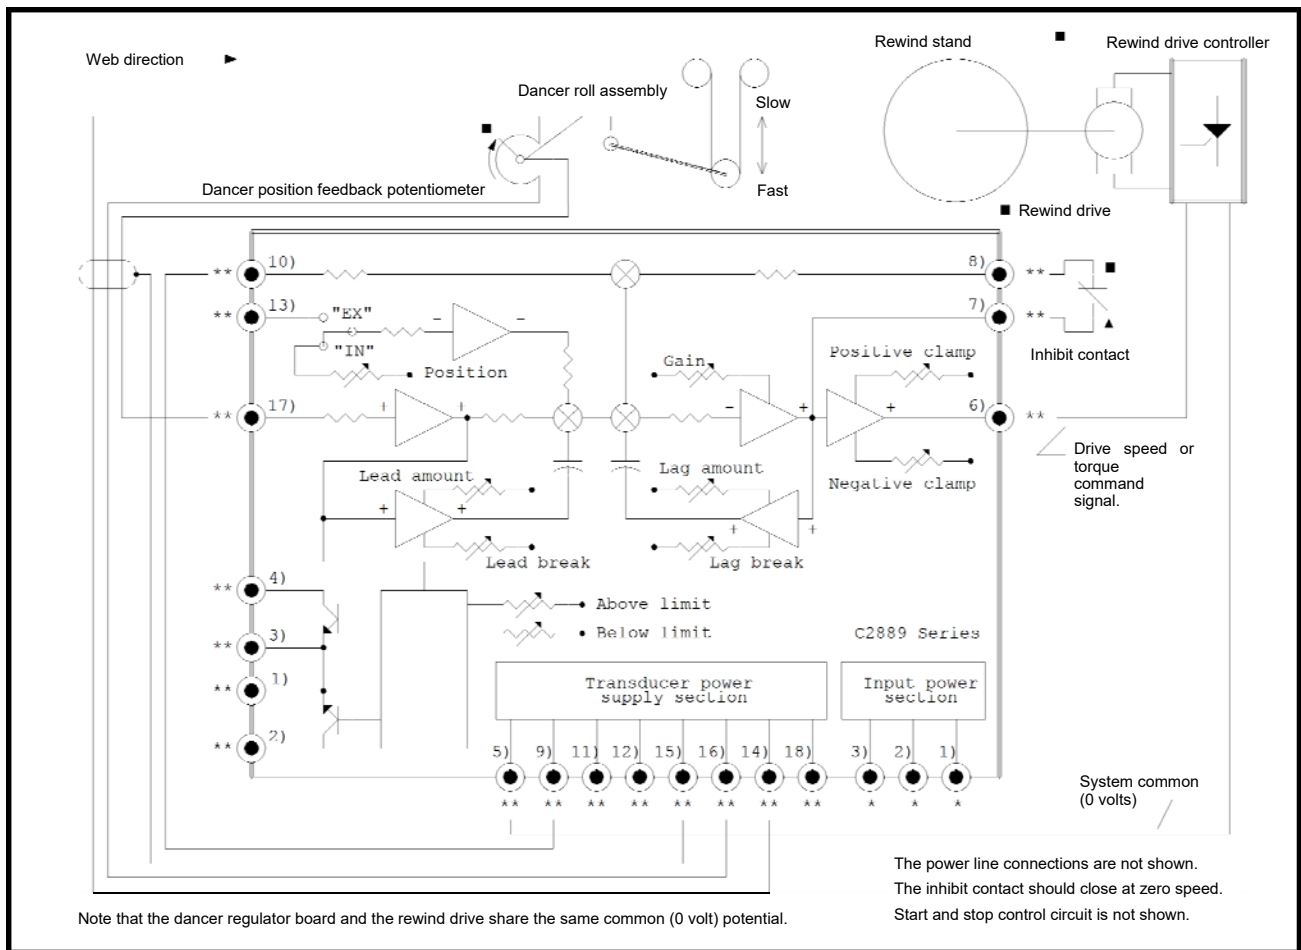 Rewind stand
Web direction
Rewind drive controller
Dancer roll assembly
Slow
Fast
Dancer position feedback potentiometer
Rewind drive
** 10)
8) **
** 13)
"EX"
7) **
"IN"
Position
Gain
Positive clamp
Inhibit contact
** 17)
6) **
Drive speed or
torque
command
signal.
Lead amount
Lag amount
Negative clamp
Lead break
Lag break
** 4)
Above limit
Below limit
C2889 Series
** 3)
** 1)
** 2)
Transducer power
supply section
Input power
section
5) 9) 11) 12) 15) 16) 14) 18) 3) 2) 1)
** ** ** ** ** ** ** ** * * *
System common
(0 volts)
The power line connections are not shown.
The inhibit contact should close at zero speed.
Start and stop control circuit is not shown.
Note that the dancer regulator board and the rewind drive share the same common (0 volt) potential.